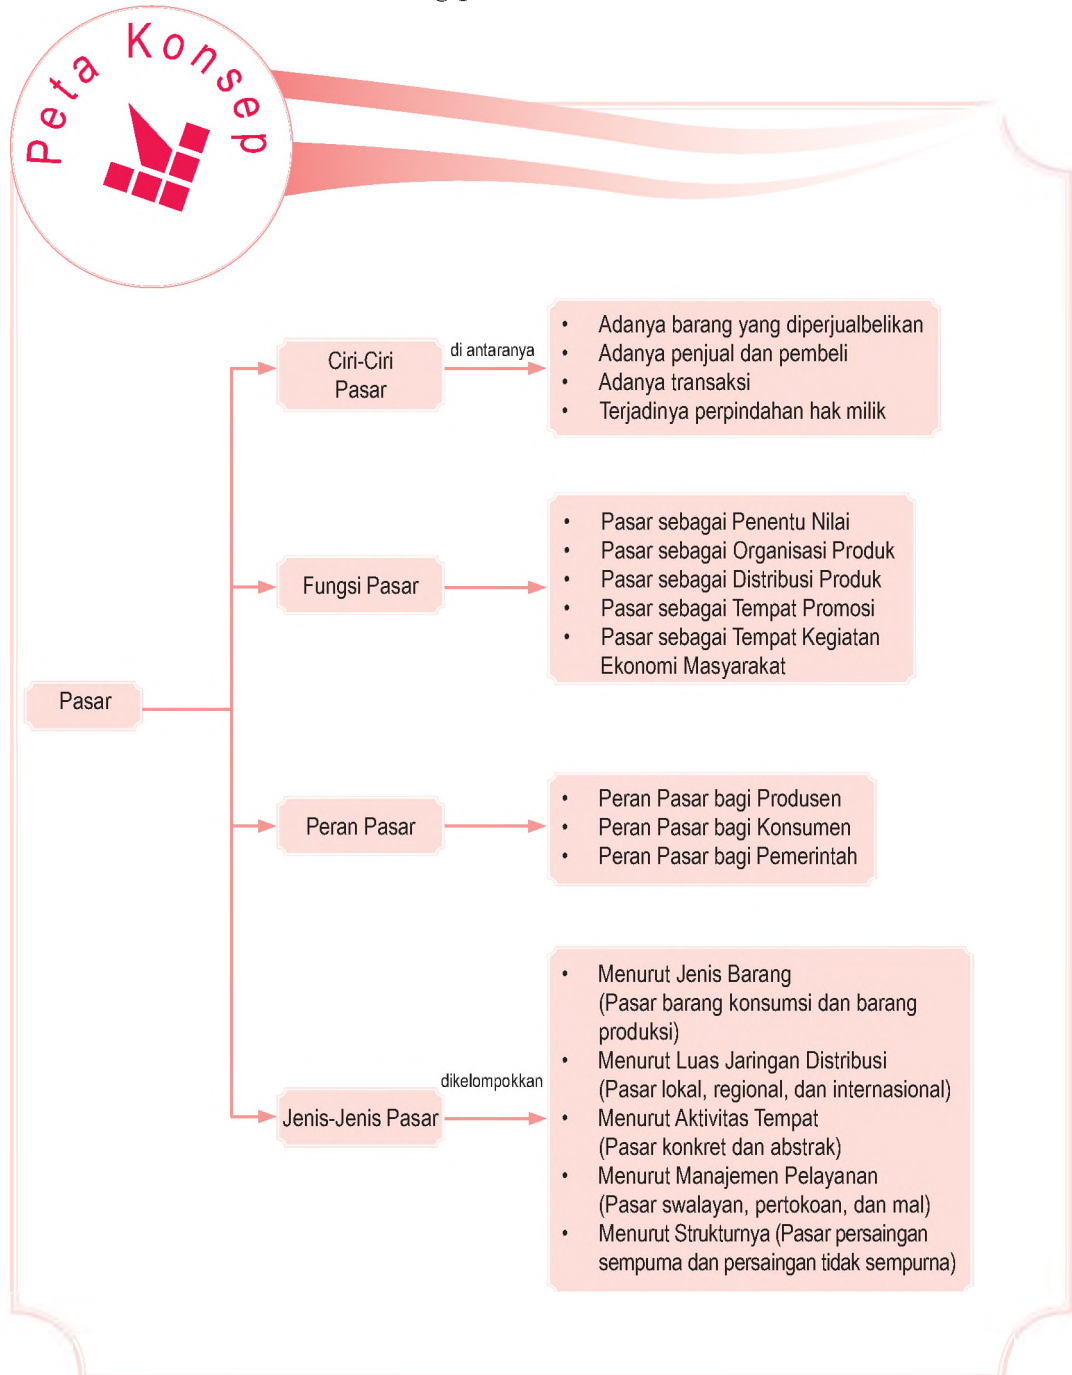 Peta Konsep
di antaranya
Ciri-Ciri
Pasar
• Adanya barang yang diperjualbelikan
• Adanya penjual dan pembeli
• Adanya transaksi
• Terjadinya perpindahan hak milik
Fungsi Pasar
• Pasar sebagai Penentu Nilai
• Pasar sebagai Organisasi Produk
• Pasar sebagai Distribusi Produk
• Pasar sebagai Tempat Promosi
• Pasar sebagai Tempat Kegiatan
Ekonomi Masyarakat
Pasar
Peran Pasar
• Peran Pasar bagi Produsen
• Peran Pasar bagi Konsumen
• Peran Pasar bagi Pemerintah
Jenis-Jenis Pasar
dikelompokkan
• Menurut Jenis Barang
(Pasar barang konsumsi dan barang
produksi)
• Menurut Luas Jaringan Distribusi
(Pasar lokal, regional, dan internasional)
• Menurut Aktivitas Tempat
(Pasar konkret dan abstrak)
• Menurut Manajemen Pelayanan
(Pasar swalayan, pertokoan, dan mal)
• Menurut Strukturnya (Pasar persaingan
sempurna dan persaingan tidak sempurna)